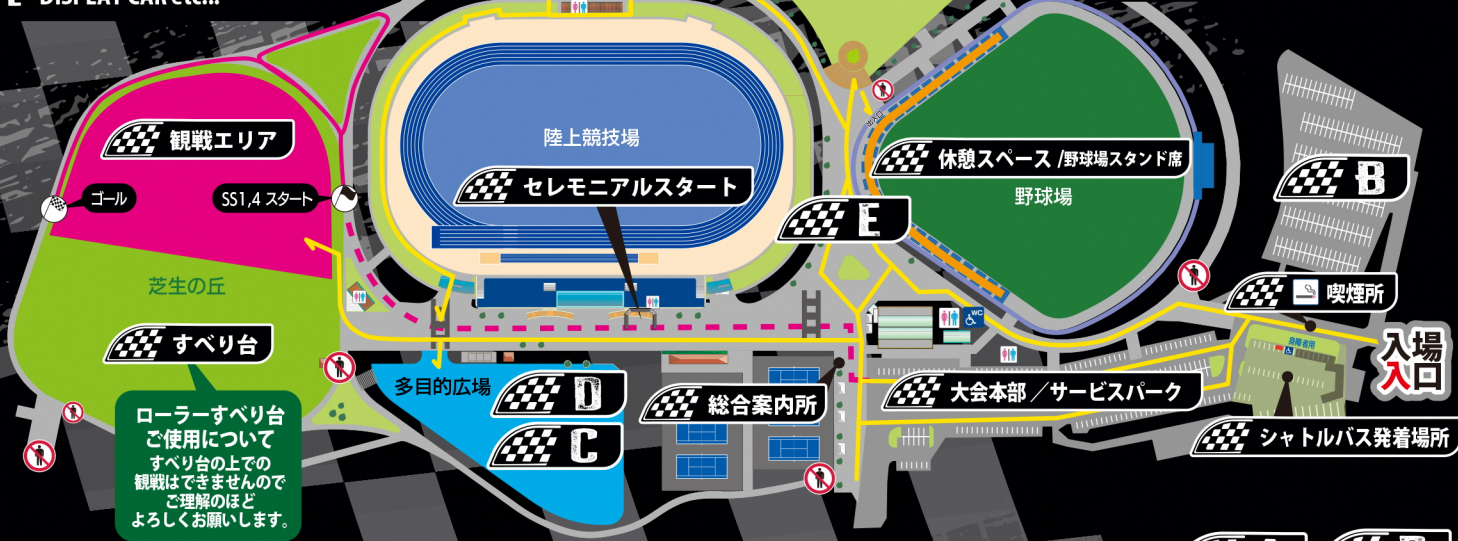 E DISPLAY CAR etc...
観戦エリア
ゴール
SS1,4 スタート
芝生の丘
すべり台
ローラーすべり台
ご使用について
すべり台の上での
観戦はできませんので
ご理解のほど
よろしくお願いします。
陸上競技場
セレモニアルスタート
多目的広場
D
C
総合案内所
E
休憩スペース/野球場スタンド席
野球場
WC
大会本部／サービスパーク
B
喫煙所
身障者用
入場
入口
シャトルバス発着場所